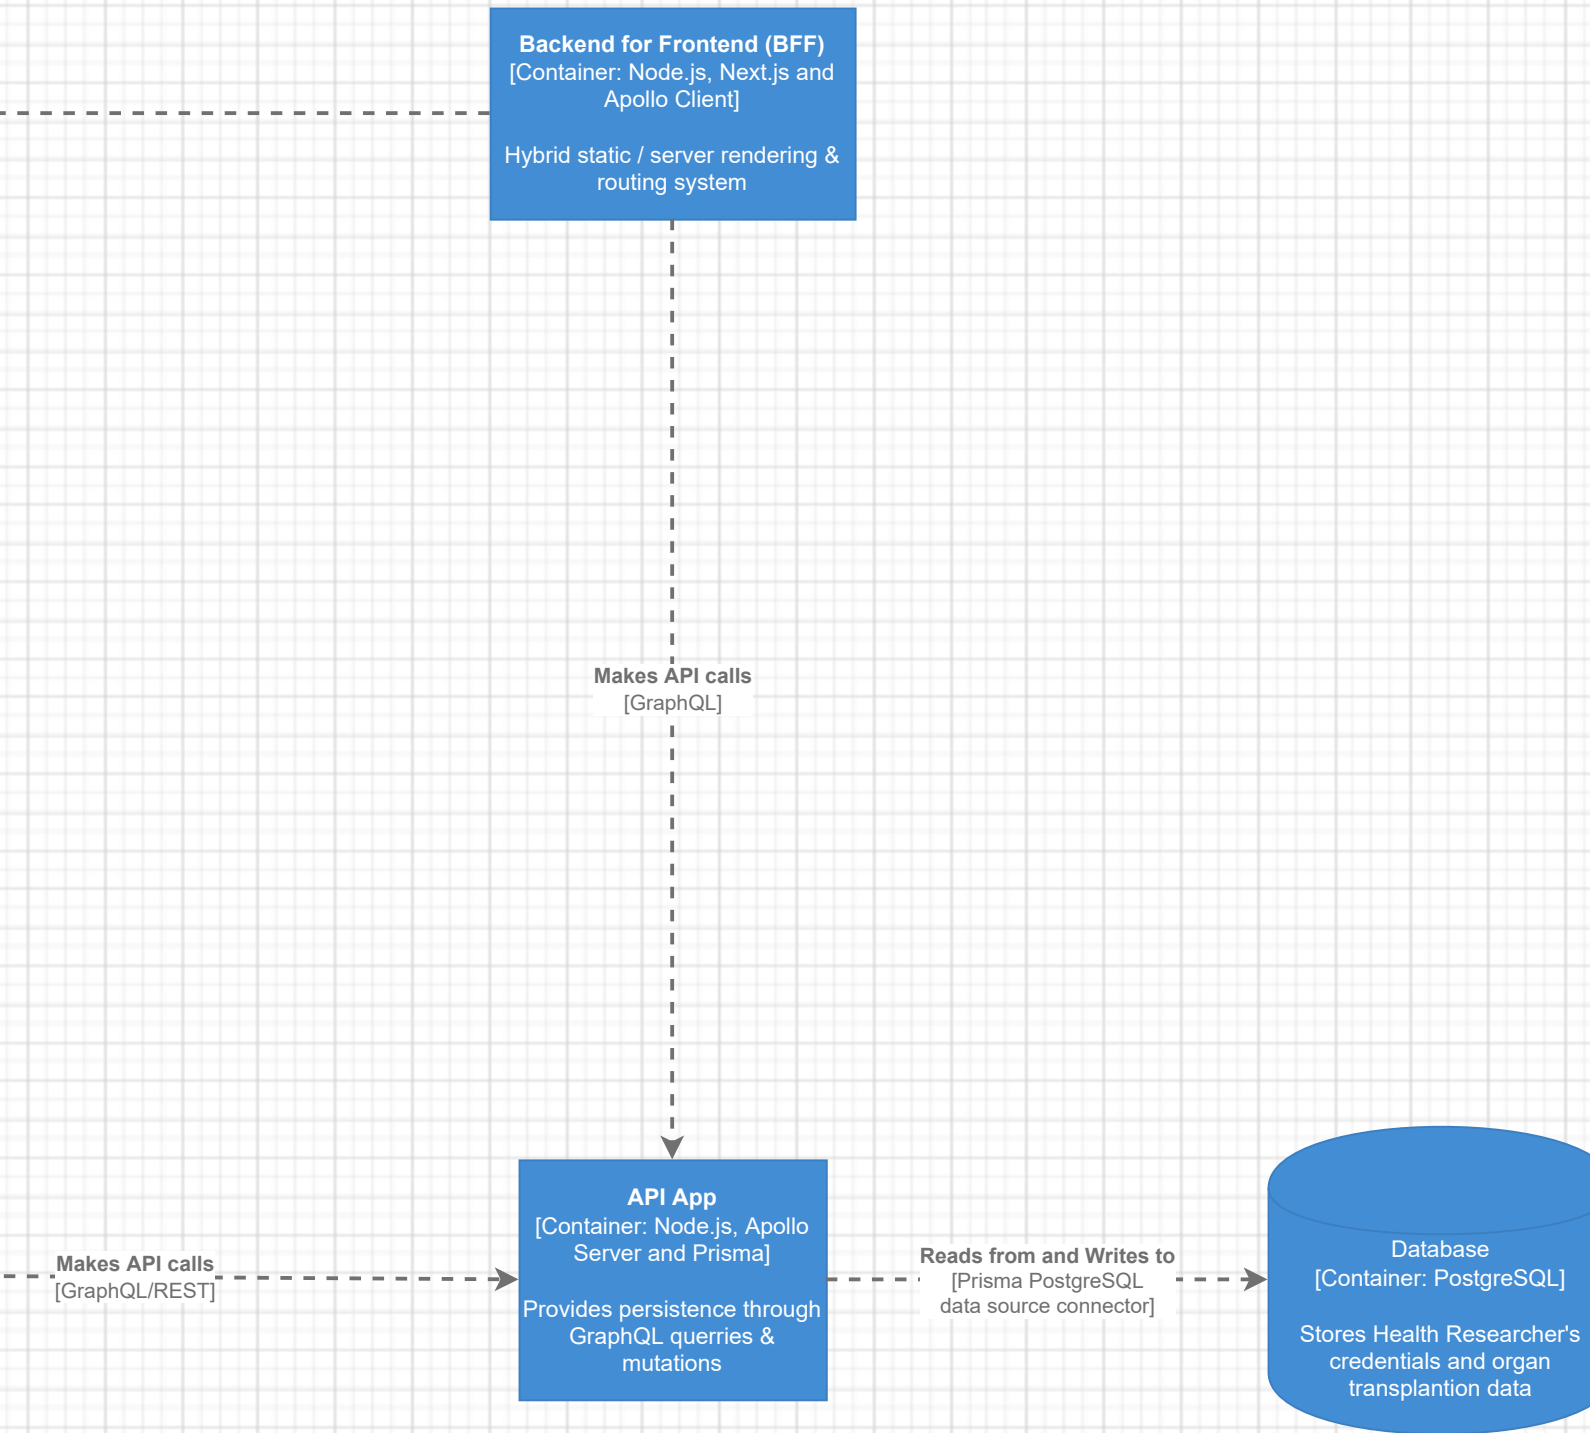 Backend for Frontend (BFF)
[Container: Node.js, Next.js and
Apollo Client]
Hybrid static / server rendering &
routing system
Makes API calls
[GraphQL]
API App
[Container: Node.js, Apollo
Server and Prisma]
Provides persistence through
GraphQL querries &
mutations
Makes API calls
[GraphQL/REST]
Reads from and Writes to
[Prisma PostgreSQL
data source connector]
Database
[Container: PostgreSQL]
Stores Health Researcher's
credentials and organ
transplantion data